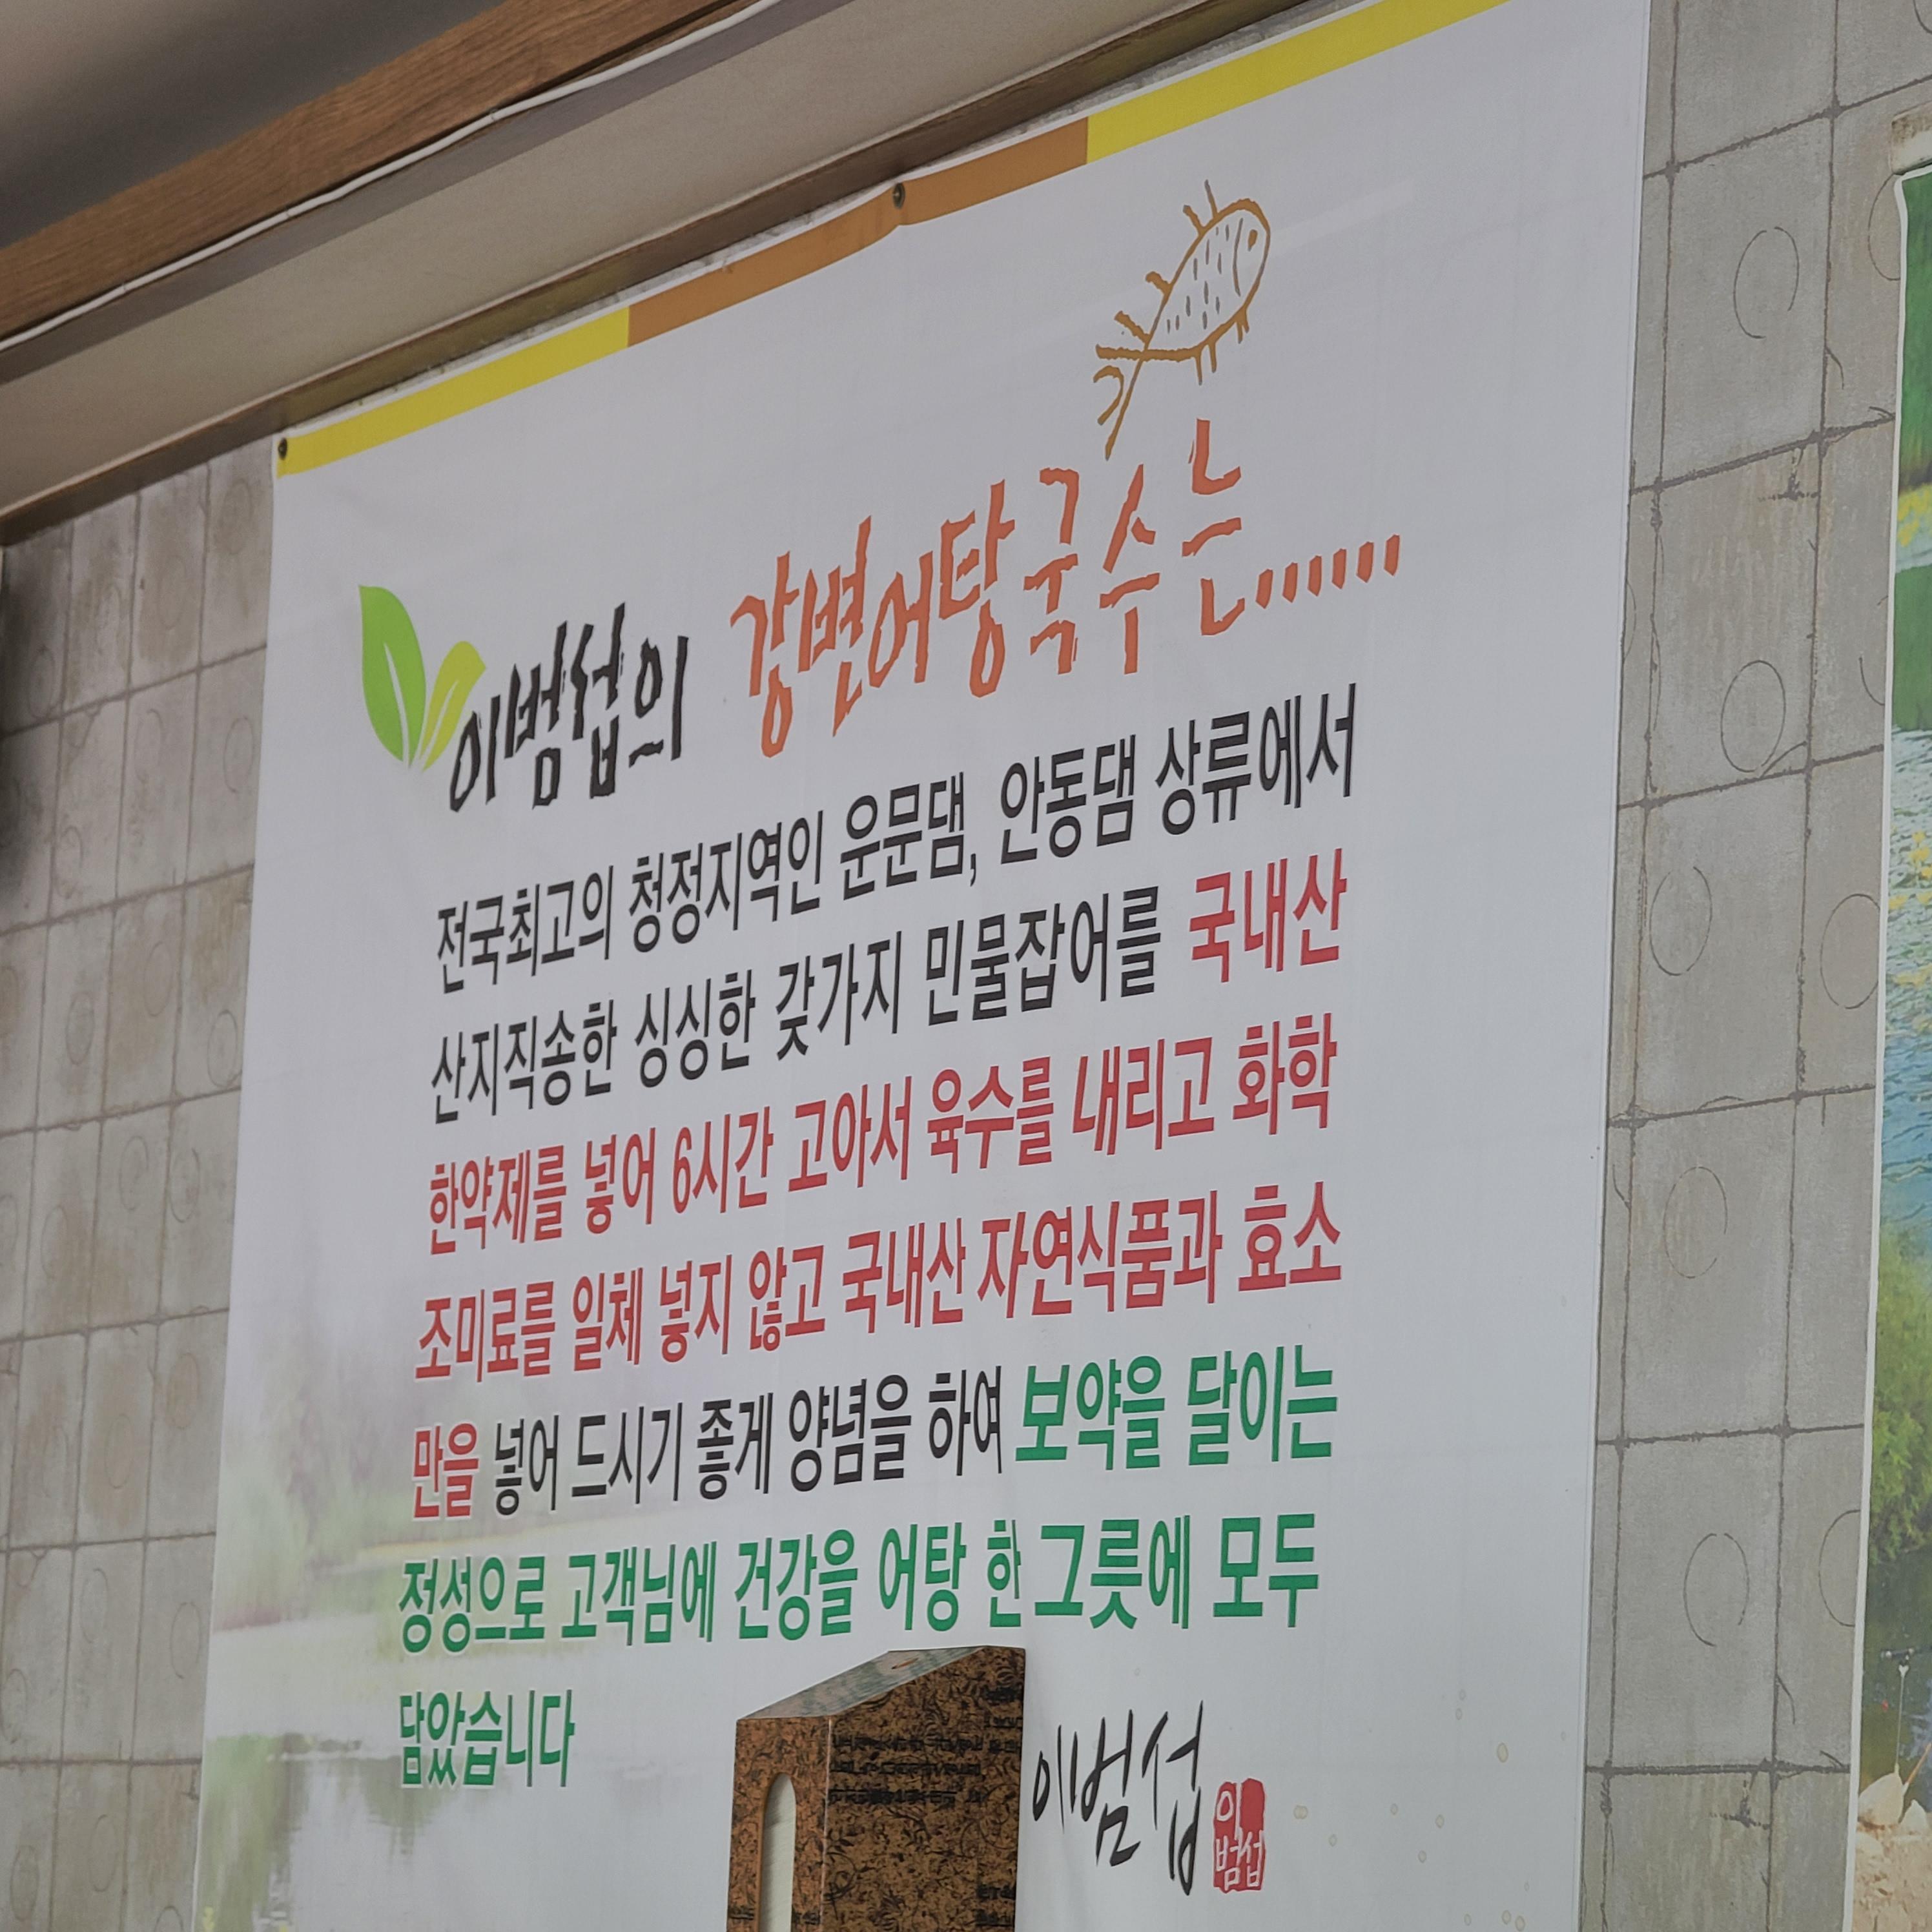 이범섭의 강변어탕국수는......
전국최고의 청정지역인 운문댐, 안동댐 상류에서
산지직송한 싱싱한 갖가지 민물잡어를 국내산
한약제를 넣어 6시간 고아서 육수를 내리고 화학
조미료를 일체 넣지 않고 국내산 자연식품과 효소
만을 넣어 드시기 좋게 양념을 하여 보약을 달이는
정성으로 고객님에 건강을 어탕 한그릇에 모두
담았습니다
이범섭
이범섭